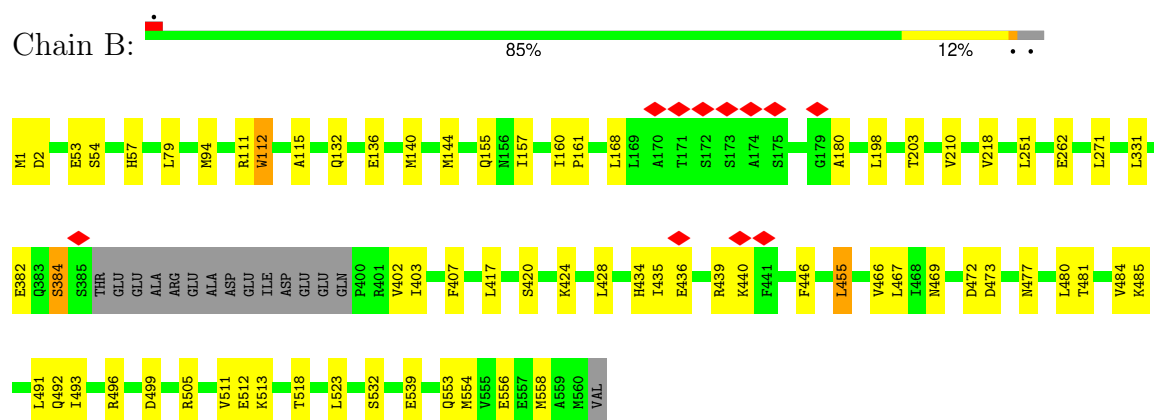 Chain B:
85% 12%
M1 D2 E53 S54 H57 L79 M94 R111 W112 A115 Q132 E136 M140 M144 Q155 N156 I157 I160 P161 L168 L169 A170 T171 S172 S173 A174 S175 G179 A180 L198 T203 V210 V218 L251 E262 L271 L331
E382 Q383 S384 S385 THR GLU GLU ALA ARG GLU ALA ASP GLU ILE ASP GLU GLU GLN P400 R401 V402 I403 F407 L417 S420 K424 L428 H434 I435 E436 R439 K440 F441 F446 L455 V466 L467 I468 N469 D472 D473 N477 L480 T481 V484 K485
L491 Q492 I493 R496 D499 R505 V511 E512 K513 T518 L523 S532 E539 Q553 M554 V555 E556 E557 M558 A559 M560 VAL